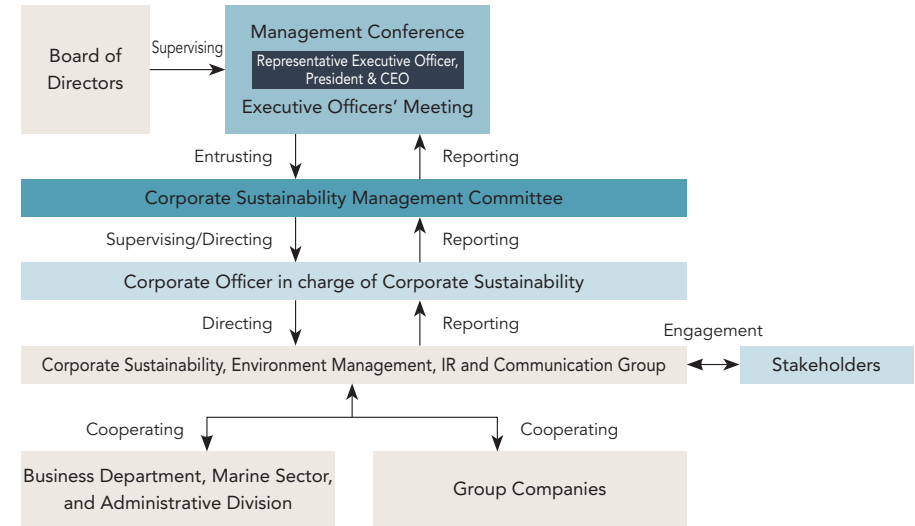 Board of
Directors
Supervising
Management Conference
Representative Executive Officer,
President & CEO
Executive Officers’ Meeting
Entrusting
Reporting
Corporate Sustainability Management Committee
Supervising/Directing
Reporting
Corporate Officer in charge of Corporate Sustainability
Directing
Reporting
Engagement
Corporate Sustainability, Environment Management, IR and Communication Group
Stakeholders
Cooperating
Cooperating
Business Department, Marine Sector,
and Administrative Division
Group Companies